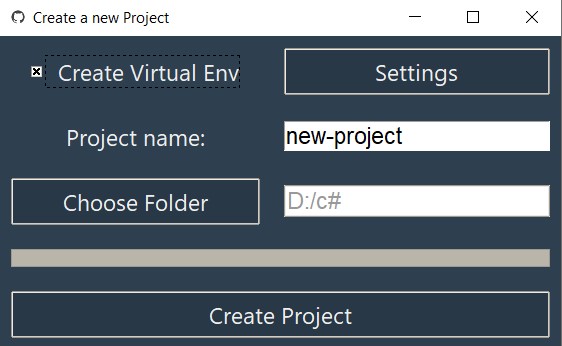 Create a new Project
Create Virtual Env
Settings
Project name:
new-project
Choose Folder
D:/c#
Create Project